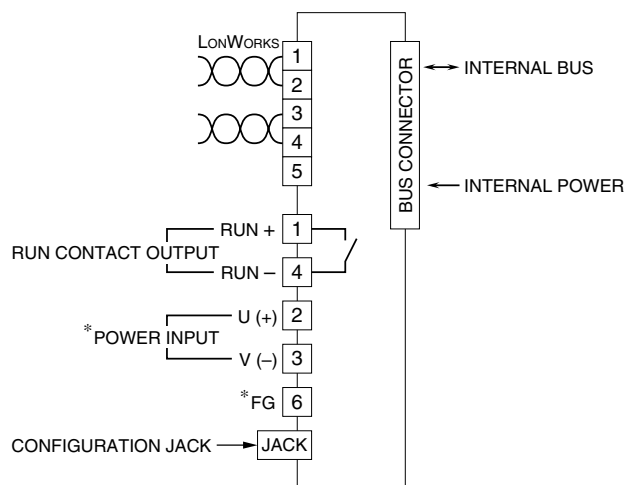 LONWORKS
1
2
3
4
5
BUS CONNECTOR
INTERNAL BUS
INTERNAL POWER
RUN CONTACT OUTPUT
RUN + 1
RUN – 4
*POWER INPUT
U (+) 2
V (–) 3
*FG 6
CONFIGURATION JACK JACK